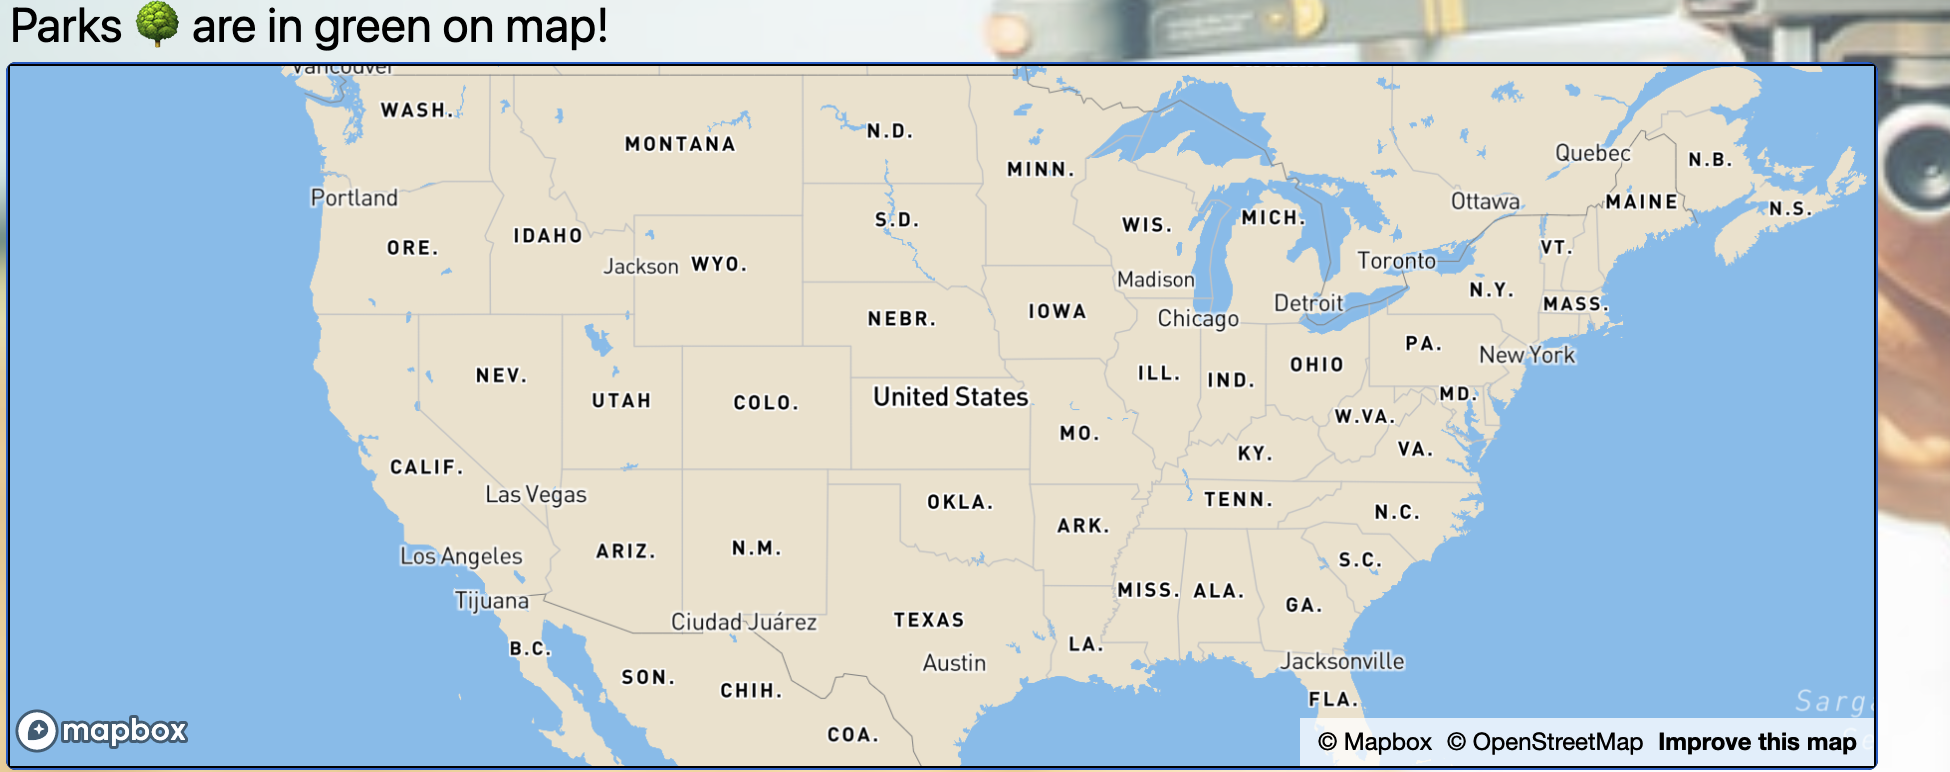 Parks 🌳 are in green on map!
Vancouver
WASH.
MONTANA
N.D.
MINN.
Quebec
N.B.
Portland
Ottawa
MAINE
N.S.
ORE.
IDAHO
S.D.
WIS.
MICH.
VT.
Jackson
WYO.
Madison
Toronto
N.Y.
MASS.
NEBR.
IOWA
Chicago
Detroit
PA.
New York
NEV.
UTAH
COLO.
United States
ILL.
IND.
OHIO
MD.
W.VA.
MO.
KY.
VA.
CALIF.
Las Vegas
OKLA.
TENN.
N.C.
Los Angeles
ARIZ.
N.M.
ARK.
S.C.
Tijuana
MISS.
ALA.
GA.
Ciudad Juárez
TEXAS
B.C.
LA.
Austin
Jacksonville
SON.
CHIH.
FLA.
Sarg
COA.
mapbox
© Mapbox © OpenStreetMap Improve this map